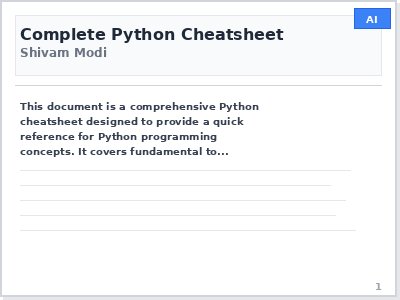 AI
Complete Python Cheatsheet
Shivam Modi
This document is a comprehensive Python
cheatsheet designed to provide a quick
reference for Python programming
concepts. It covers fundamental to...
1